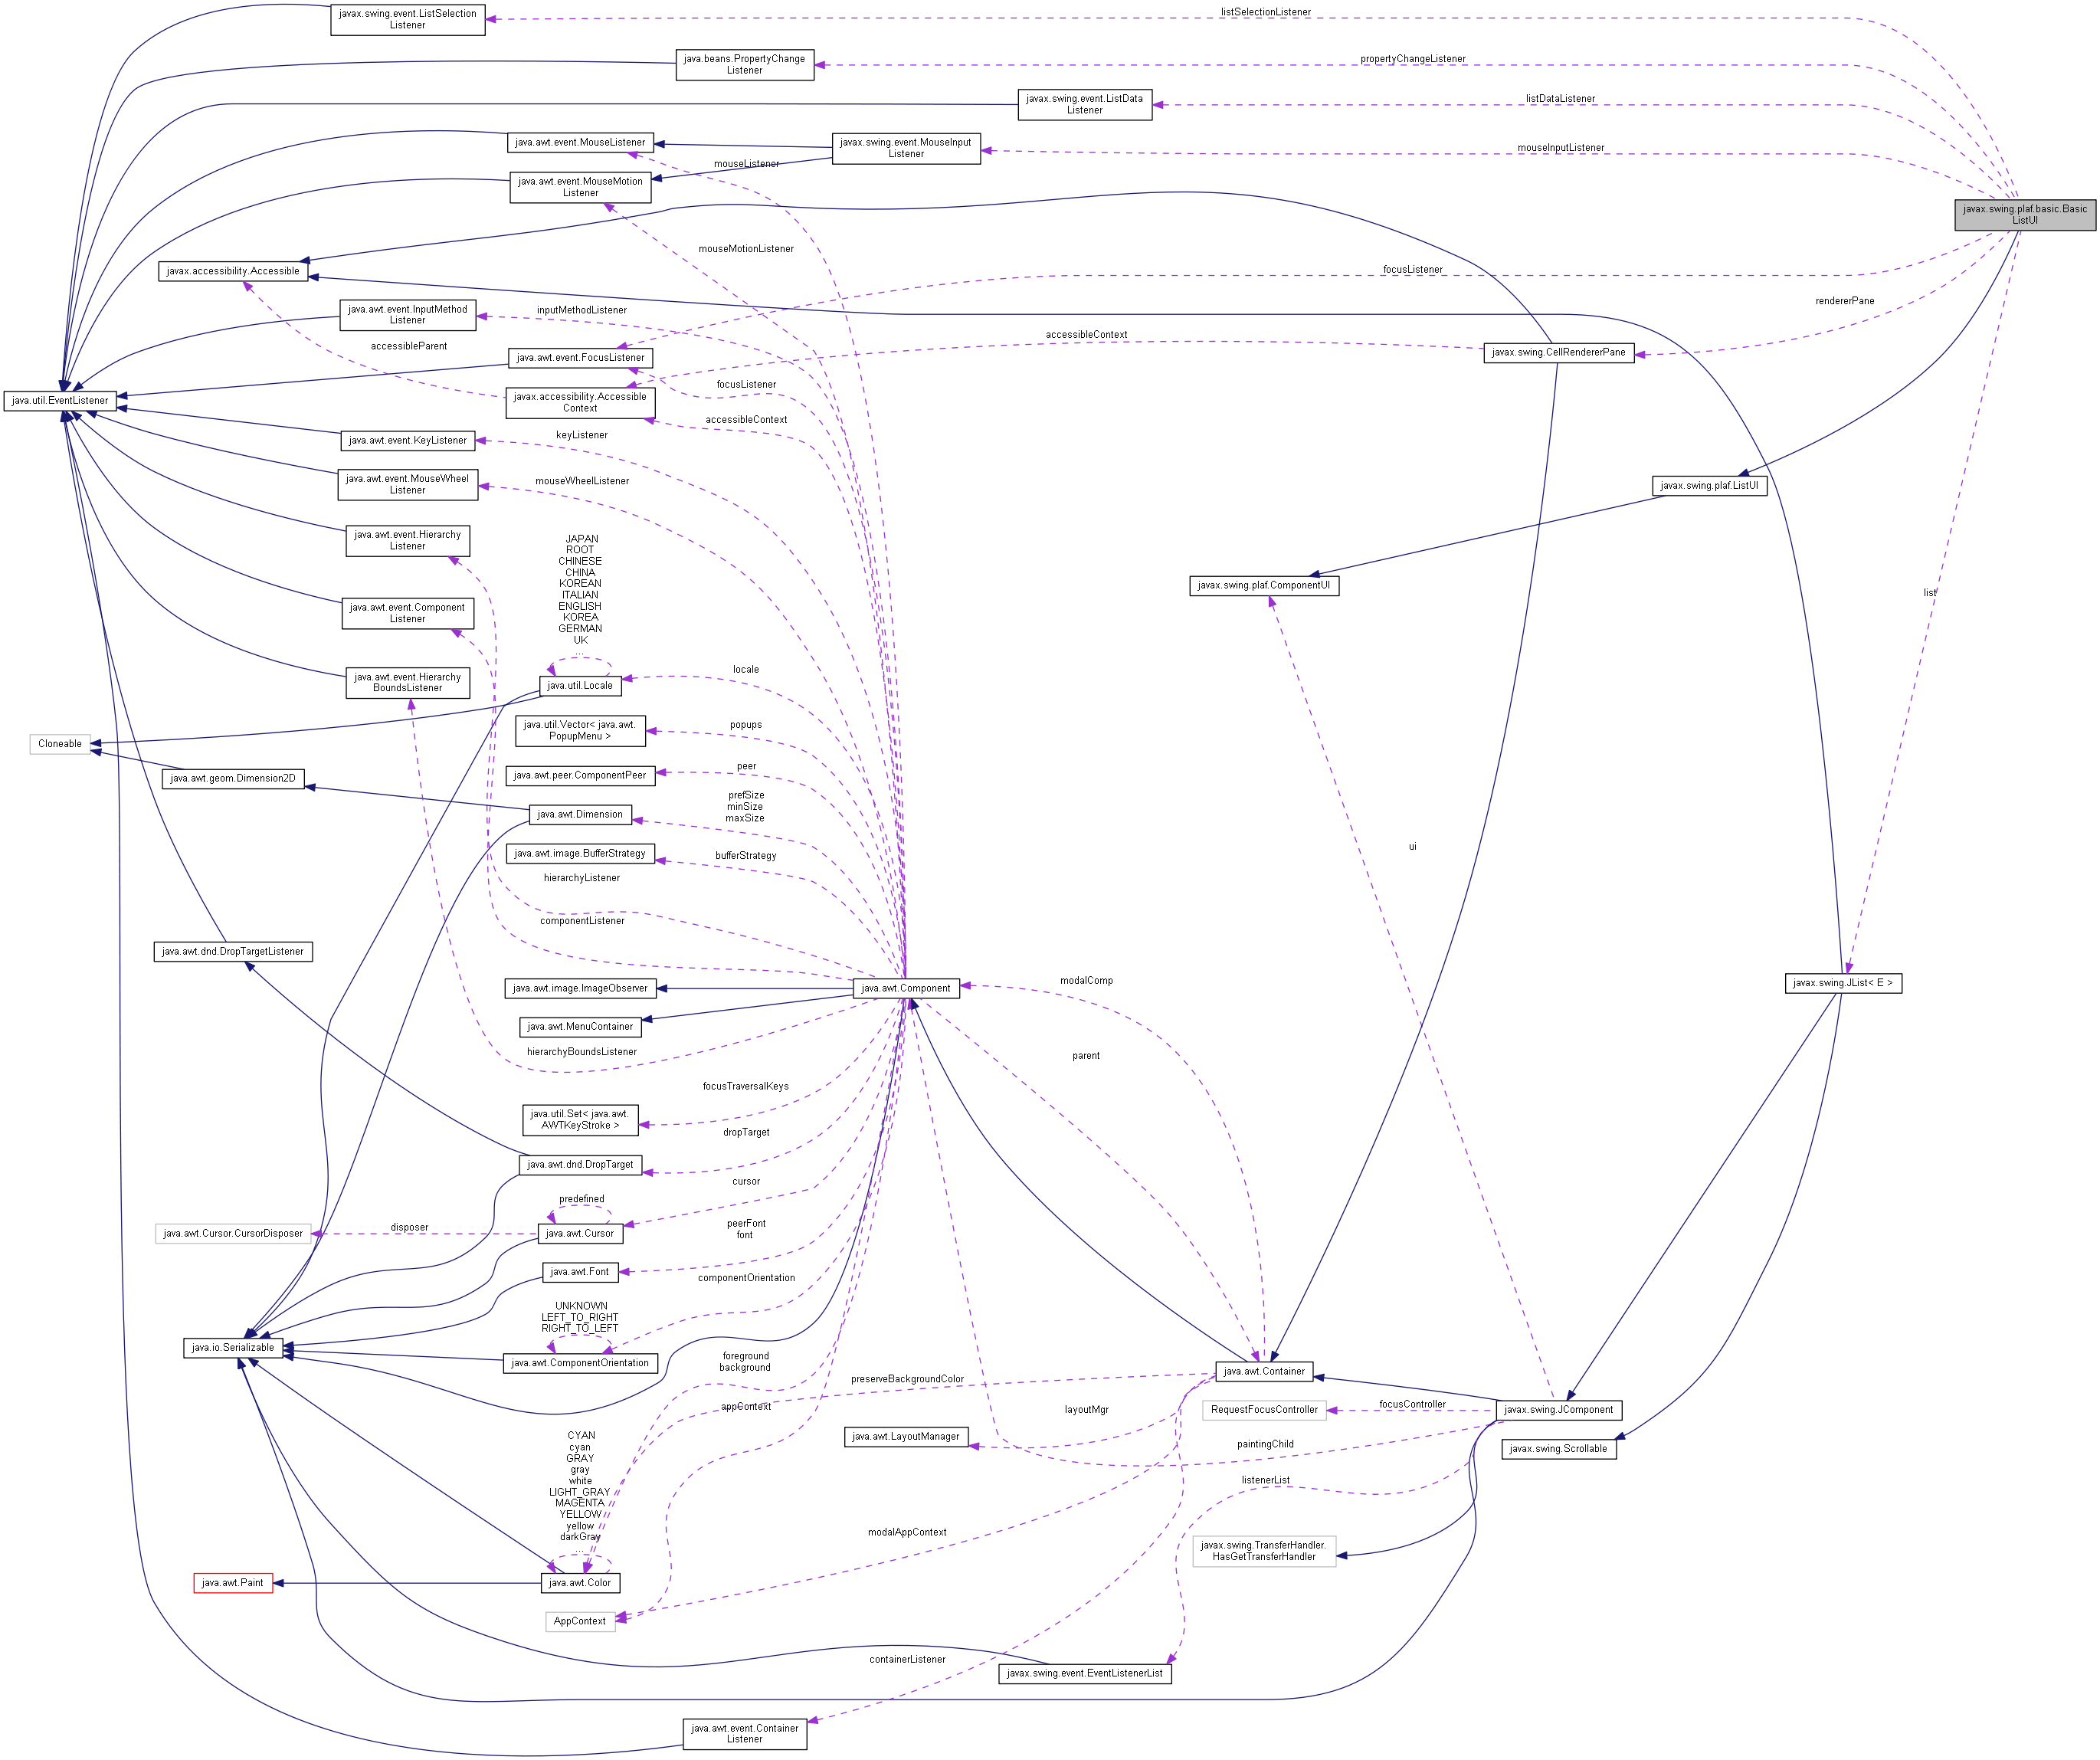 javax.swing.event.ListSelection
Listener
listSelectionListener
java.beans.PropertyChange
Listener
propertyChangeListener
javax.swing.event.ListData
Listener
listDataListener
java.awt.event.MouseListener
javax.swing.event.MouseInput
Listener
mouseInputListener
mouseListener
java.awt.event.MouseMotion
Listener
javax.swing.plaf.basic.Basic
ListUI
mouseMotionListener
javax.accessibility.Accessible
focusListener
rendererPane
java.awt.event.InputMethod
Listener
inputMethodListener
accessibleParent
accessibleContext
java.awt.event.FocusListener
javax.swing.CellRendererPane
focusListener
java.util.EventListener
javax.accessibility.Accessible
Context
accessibleContext
java.awt.event.KeyListener
keyListener
java.awt.event.MouseWheel
Listener
mouseWheelListener
javax.swing.plaf.ListUI
java.awt.event.Hierarchy
Listener
JAPAN
ROOT
CHINESE
CHINA
KOREAN
ITALIAN
ENGLISH
KOREA
GERMAN
UK
...
javax.swing.plaf.ComponentUI
list
java.awt.event.Component
Listener
java.awt.event.Hierarchy
BoundsListener
java.util.Locale
locale
java.util.Vector< java.awt.
PopupMenu >
popups
Cloneable
java.awt.geom.Dimension2D
java.awt.peer.ComponentPeer
peer
java.awt.Dimension
prefSize
minSize
maxSize
java.awt.image.BufferStrategy
bufferStrategy
ui
hierarchyListener
componentListener
java.awt.dnd.DropTargetListener
java.awt.image.ImageObserver
java.awt.Component
modalComp
javax.swing.JList< E >
java.awt.MenuContainer
hierarchyBoundsListener
parent
focusTraversalKeys
java.util.Set< java.awt.
AWTKeyStroke >
dropTarget
java.awt.dnd.DropTarget
cursor
predefined
java.awt.Cursor.CursorDisposer
disposer
java.awt.Cursor
peerFont
font
java.awt.Font
componentOrientation
UNKNOWN
LEFT_TO_RIGHT
RIGHT_TO_LEFT
java.io.Serializable
java.awt.ComponentOrientation
foreground
background
preserveBackgroundColor
java.awt.Container
appContext
layoutMgr
RequestFocusController
focusController
javax.swing.JComponent
java.awt.LayoutManager
paintingChild
javax.swing.Scrollable
CYAN
cyan
GRAY
gray
white
LIGHT_GRAY
MAGENTA
YELLOW
yellow
darkGray
...
listenerList
modalAppContext
javax.swing.TransferHandler.
HasGetTransferHandler
java.awt.Paint
java.awt.Color
AppContext
containerListener
javax.swing.event.EventListenerList
java.awt.event.Container
Listener